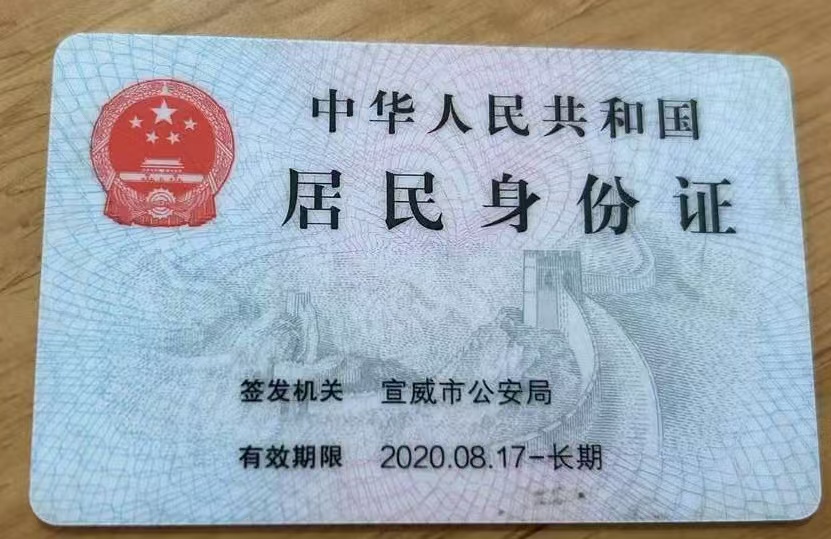 中华人民共和国
居民身份证
签发机关 宣威市公安局
有效期限 2020.08.17-长期